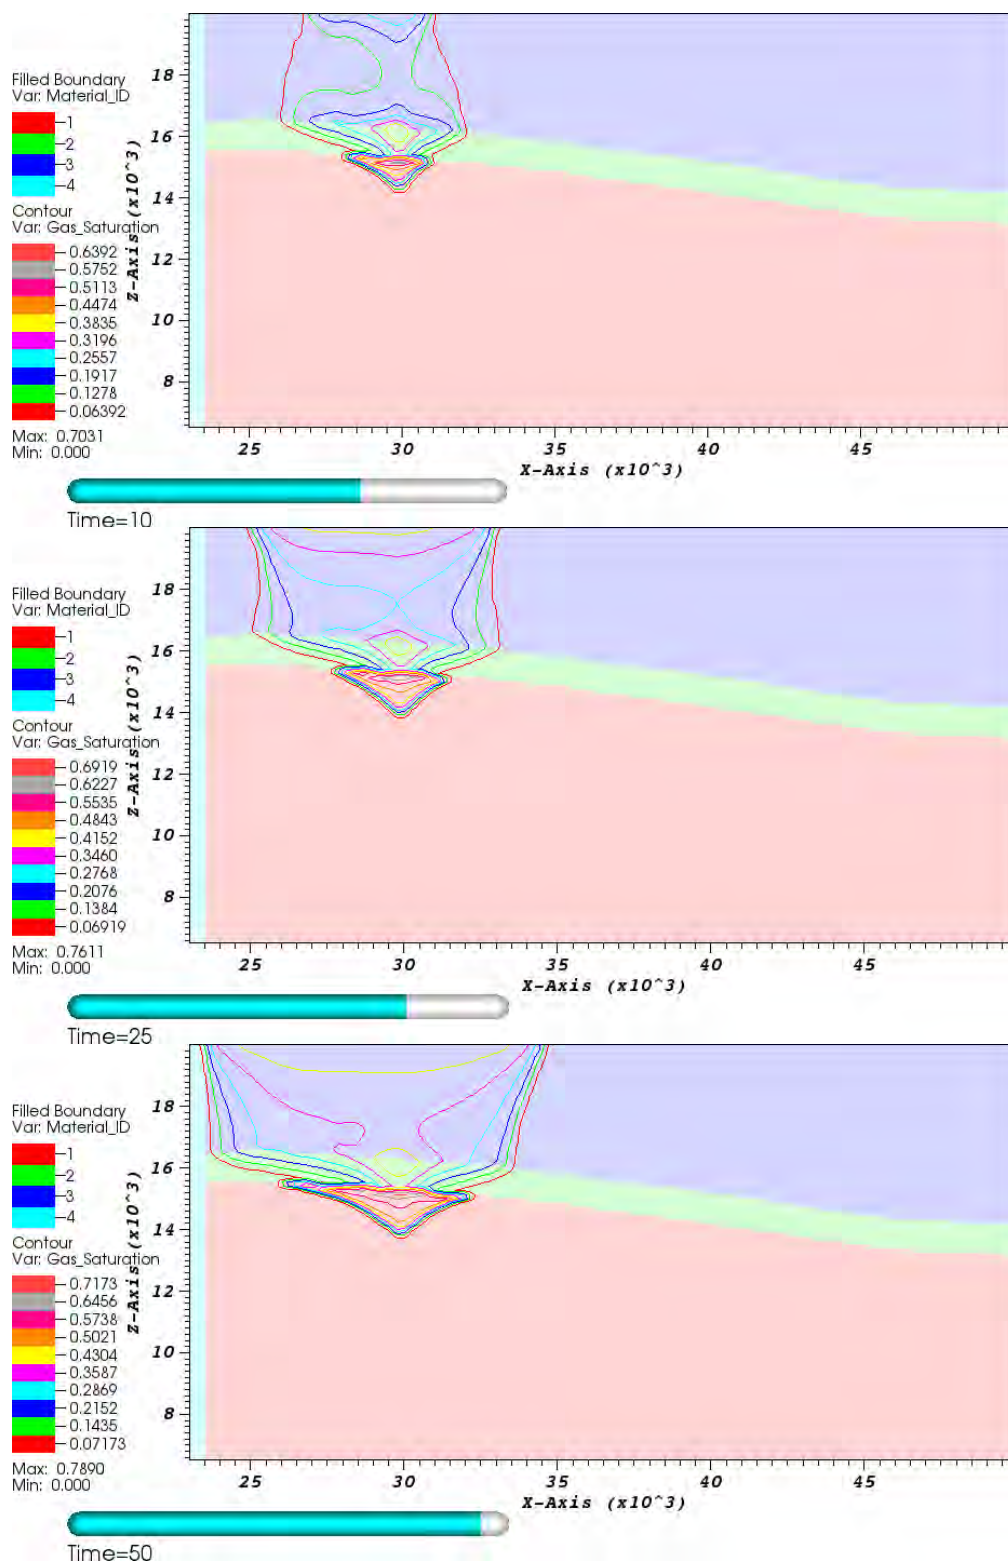 Filled Boundary
Var: Material_ID
1
2
3
4
Contour
Var: Gas_Saturation
0.6392
0.5752
0.5113
0.4474
0.3835
0.3196
0.2557
0.1917
0.1278
0.06392
Max: 0.7031
Min: 0.000
Z-Axis (x10^3)
18
16
14
12
10
8
25 30 35 40 45
X-Axis (x10^3)
Time=10
Filled Boundary
Var: Material_ID
1
2
3
4
Contour
Var: Gas_Saturation
0.6919
0.6227
0.5535
0.4843
0.4152
0.3460
0.2768
0.2076
0.1384
0.06919
Max: 0.7611
Min: 0.000
Z-Axis (x10^3)
18
16
14
12
10
8
25 30 35 40 45
X-Axis (x10^3)
Time=25
Filled Boundary
Var: Material_ID
1
2
3
4
Contour
Var: Gas_Saturation
0.7173
0.6456
0.5738
0.5021
0.4304
0.3587
0.2869
0.2152
0.1435
0.07173
Max: 0.7890
Min: 0.000
Z-Axis (x10^3)
18
16
14
12
10
8
25 30 35 40 45
X-Axis (x10^3)
Time=50